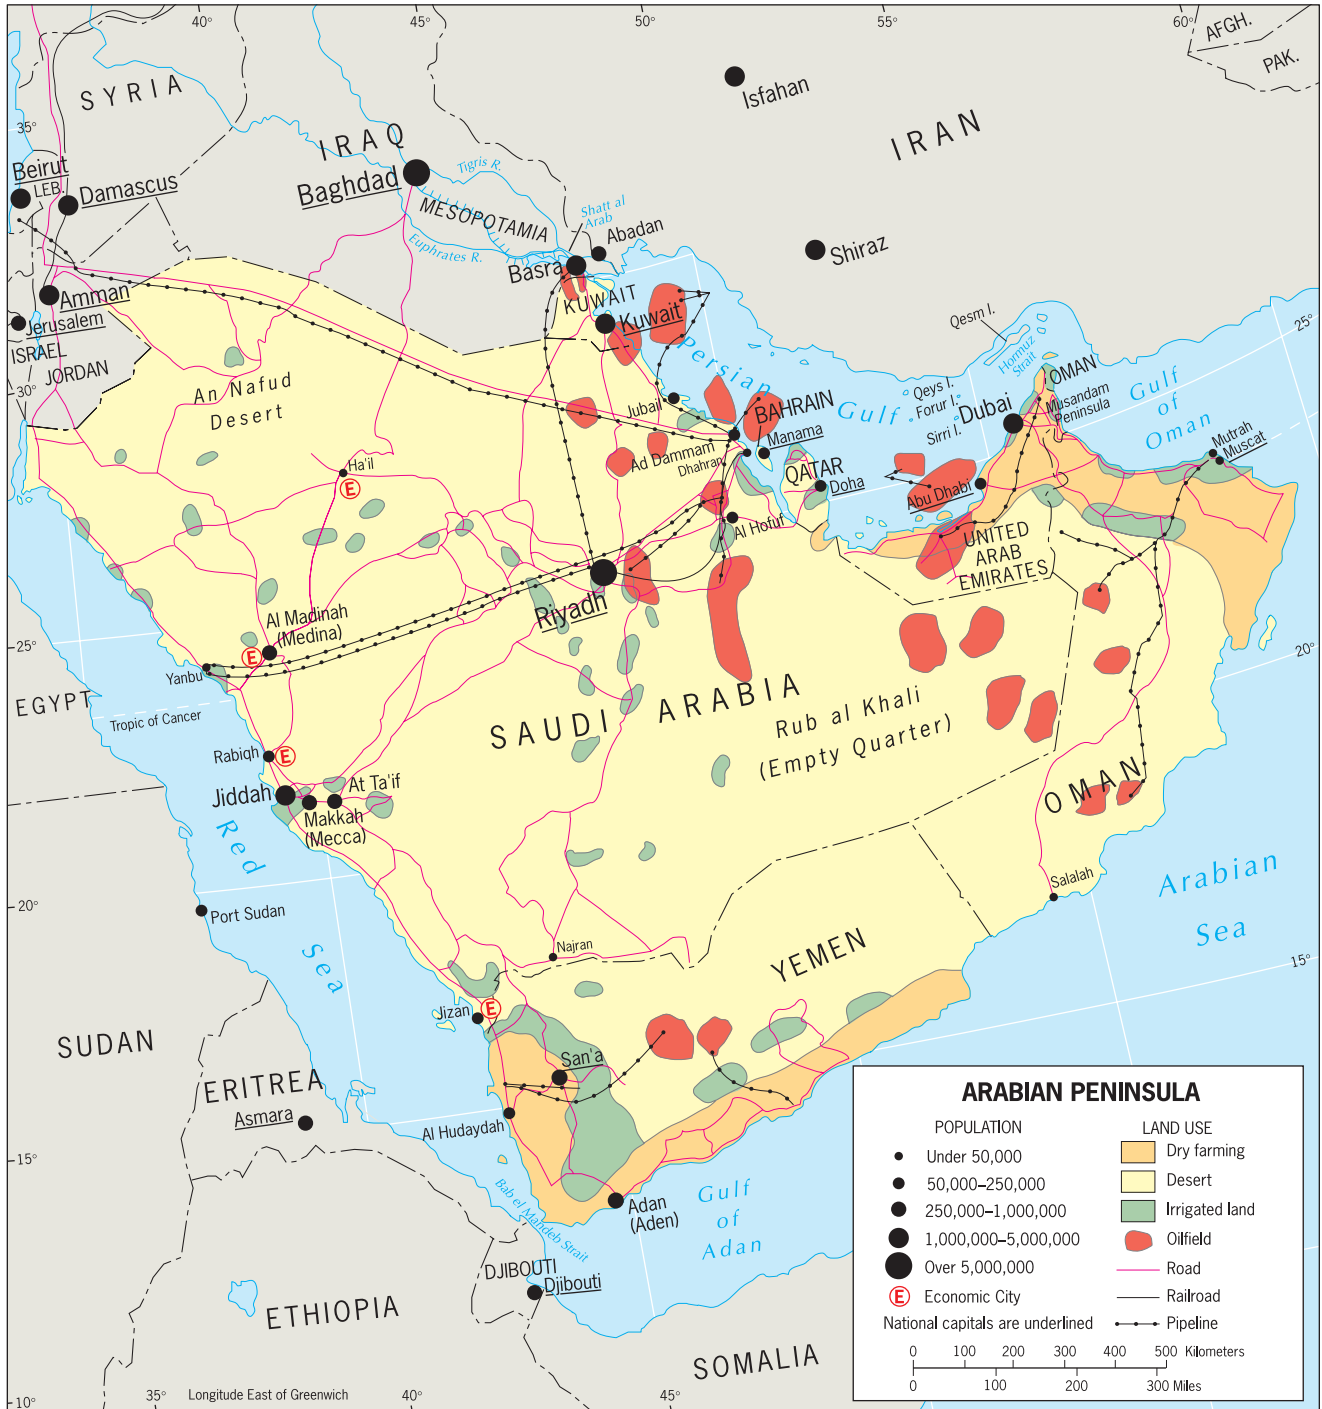 40°
45°
50°
55°
60°
AFGH.
PAK.
SYRIA
Isfahan
IRAN
35°
IRAQ
Baghdad
Tigris R.
Beirut
LEB.
Damascus
MESOPOTAMIA
Shatt al
Arab
Abadan
Euphrates R.
Basra
Shiraz
Amman
Jerusalem
KUWAIT
Kuwait
Qesm I.
Hormuz
Strait
25°
ISRAEL
JORDAN
30°
An Nafud
Desert
Persian
Gulf
Jubail
BAHRAIN
Manama
Qeys I.
Forur I.
Sirri I.
Dubai
OMAN
Musandam
Peninsula
Gulf
of
Oman
Mutrah
Muscat
Ad Dammam
Dhahran
QATAR
Doha
Abu Dhabi
Ha'il
E
Al Hofuf
UNITED
ARAB
EMIRATES
Riyadh
Al Madinah
(Medina)
E
25°
Yanbu
20°
EGYPT
Tropic of Cancer
SAUDI ARABIA
Rub al Khali
(Empty Quarter)
Rabiqh
E
Jiddah
At Ta'if
Makkah
(Mecca)
OMAN
Red
Sea
Salalah
Arabian
Sea
20°
Port Sudan
Najran
YEMEN
15°
Jizan
E
SUDAN
San'a
ERITREA
Asmara
Al Hudaydah
15°
Bab el Mandeb Strait
Adan
(Aden)
Gulf
of
Adan
DJIBOUTI
Djibouti
ETHIOPIA
SOMALIA
10°
35°
Longitude East of Greenwich
40°
45°
ARABIAN PENINSULA
POPULATION
Under 50,000
50,000–250,000
250,000–1,000,000
1,000,000–5,000,000
Over 5,000,000
E Economic City
National capitals are underlined
LAND USE
Dry farming
Desert
Irrigated land
Oilfield
Road
Railroad
Pipeline
0 100 200 300 400 500 Kilometers
0 100 200 300 Miles